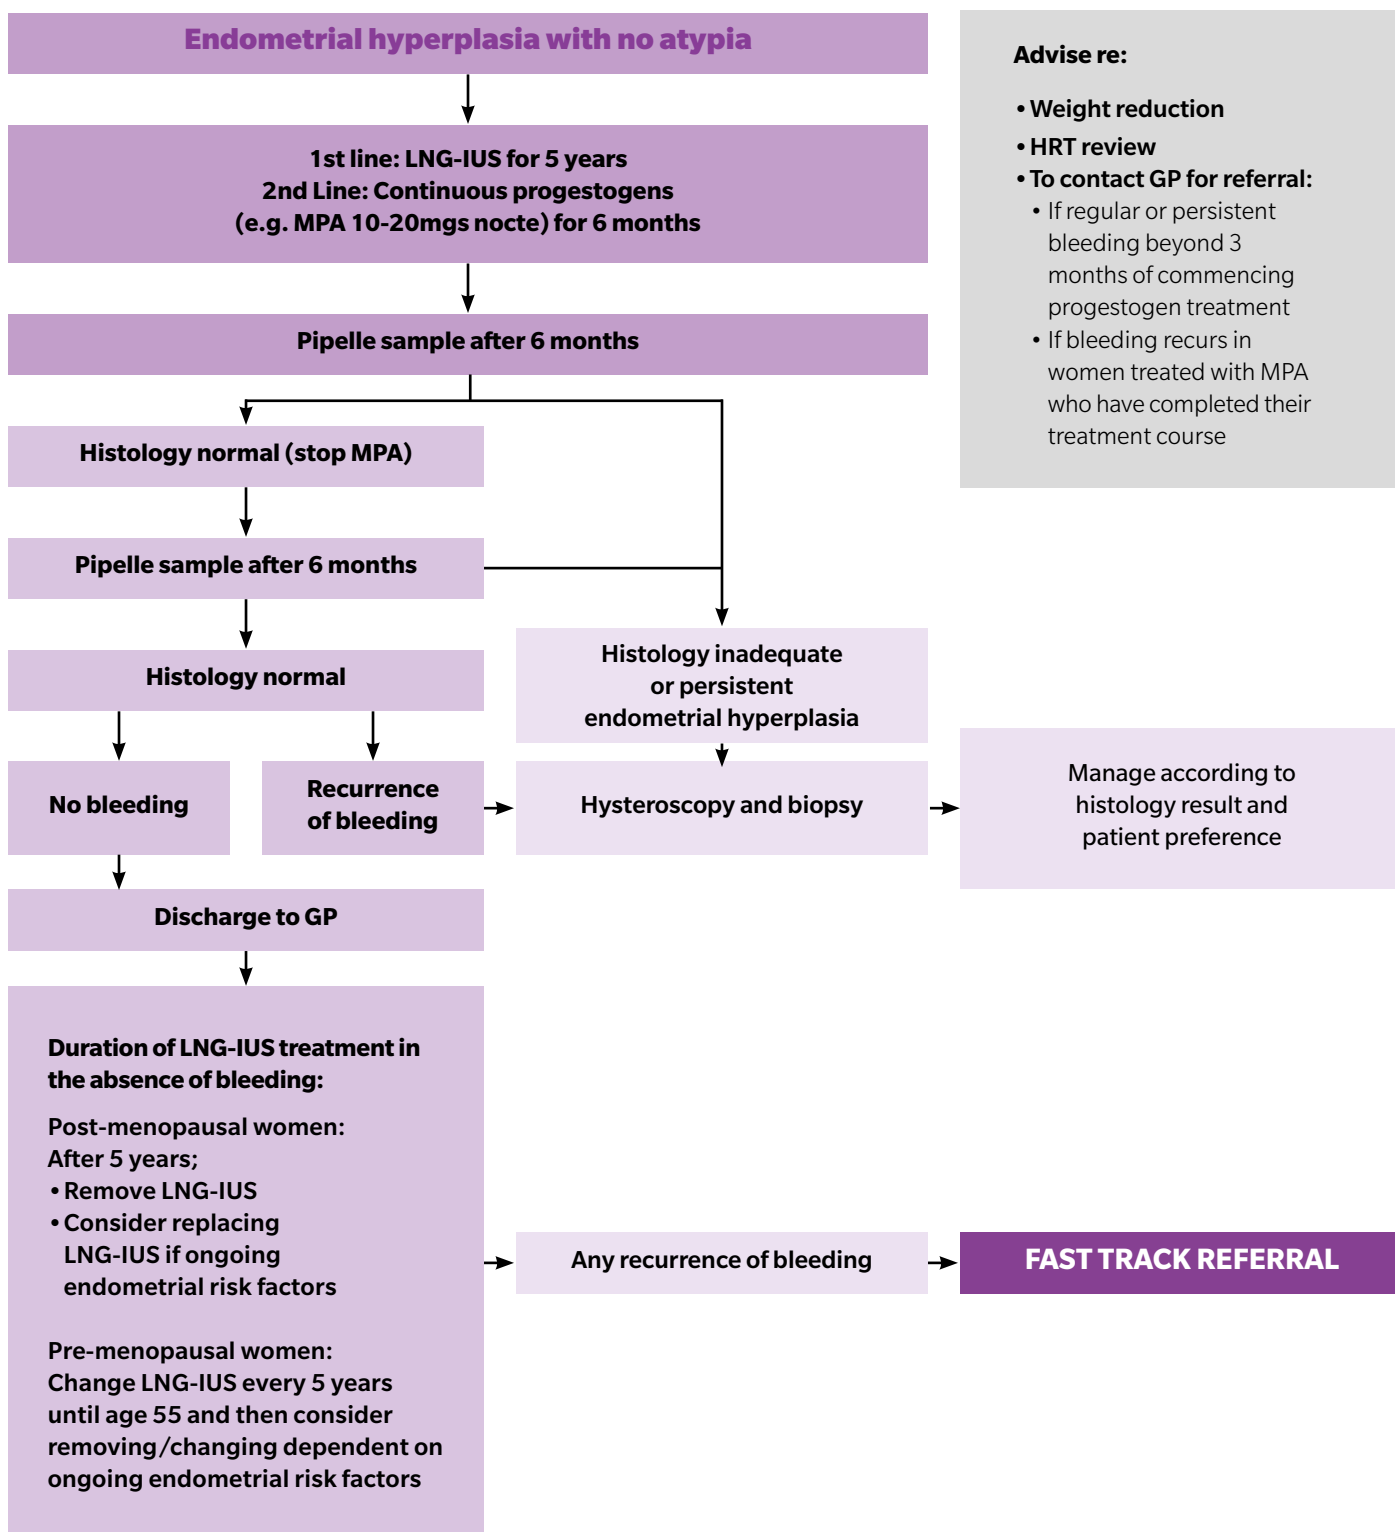 Endometrial hyperplasia with no atypia
1st line: LNG-IUS for 5 years
2nd Line: Continuous progestogens
(e.g. MPA 10-20mgs nocte) for 6 months
Pipelle sample after 6 months
Histology normal (stop MPA)
Pipelle sample after 6 months
Histology normal
No bleeding
Recurrence
of bleeding
Histology inadequate
or persistent
endometrial hyperplasia
Hysteroscopy and biopsy
Manage according to
histology result and
patient preference
Discharge to GP
Duration of LNG-IUS treatment in
the absence of bleeding:
Post-menopausal women:
After 5 years;
• Remove LNG-IUS
• Consider replacing
LNG-IUS if ongoing
endometrial risk factors
Pre-menopausal women:
Change LNG-IUS every 5 years
until age 55 and then consider
removing/changing dependent on
ongoing endometrial risk factors
Any recurrence of bleeding
FAST TRACK REFERRAL
Advise re:
• Weight reduction
• HRT review
• To contact GP for referral:
• If regular or persistent
bleeding beyond 3
months of commencing
progestogen treatment
• If bleeding recurs in
women treated with MPA
who have completed their
treatment course